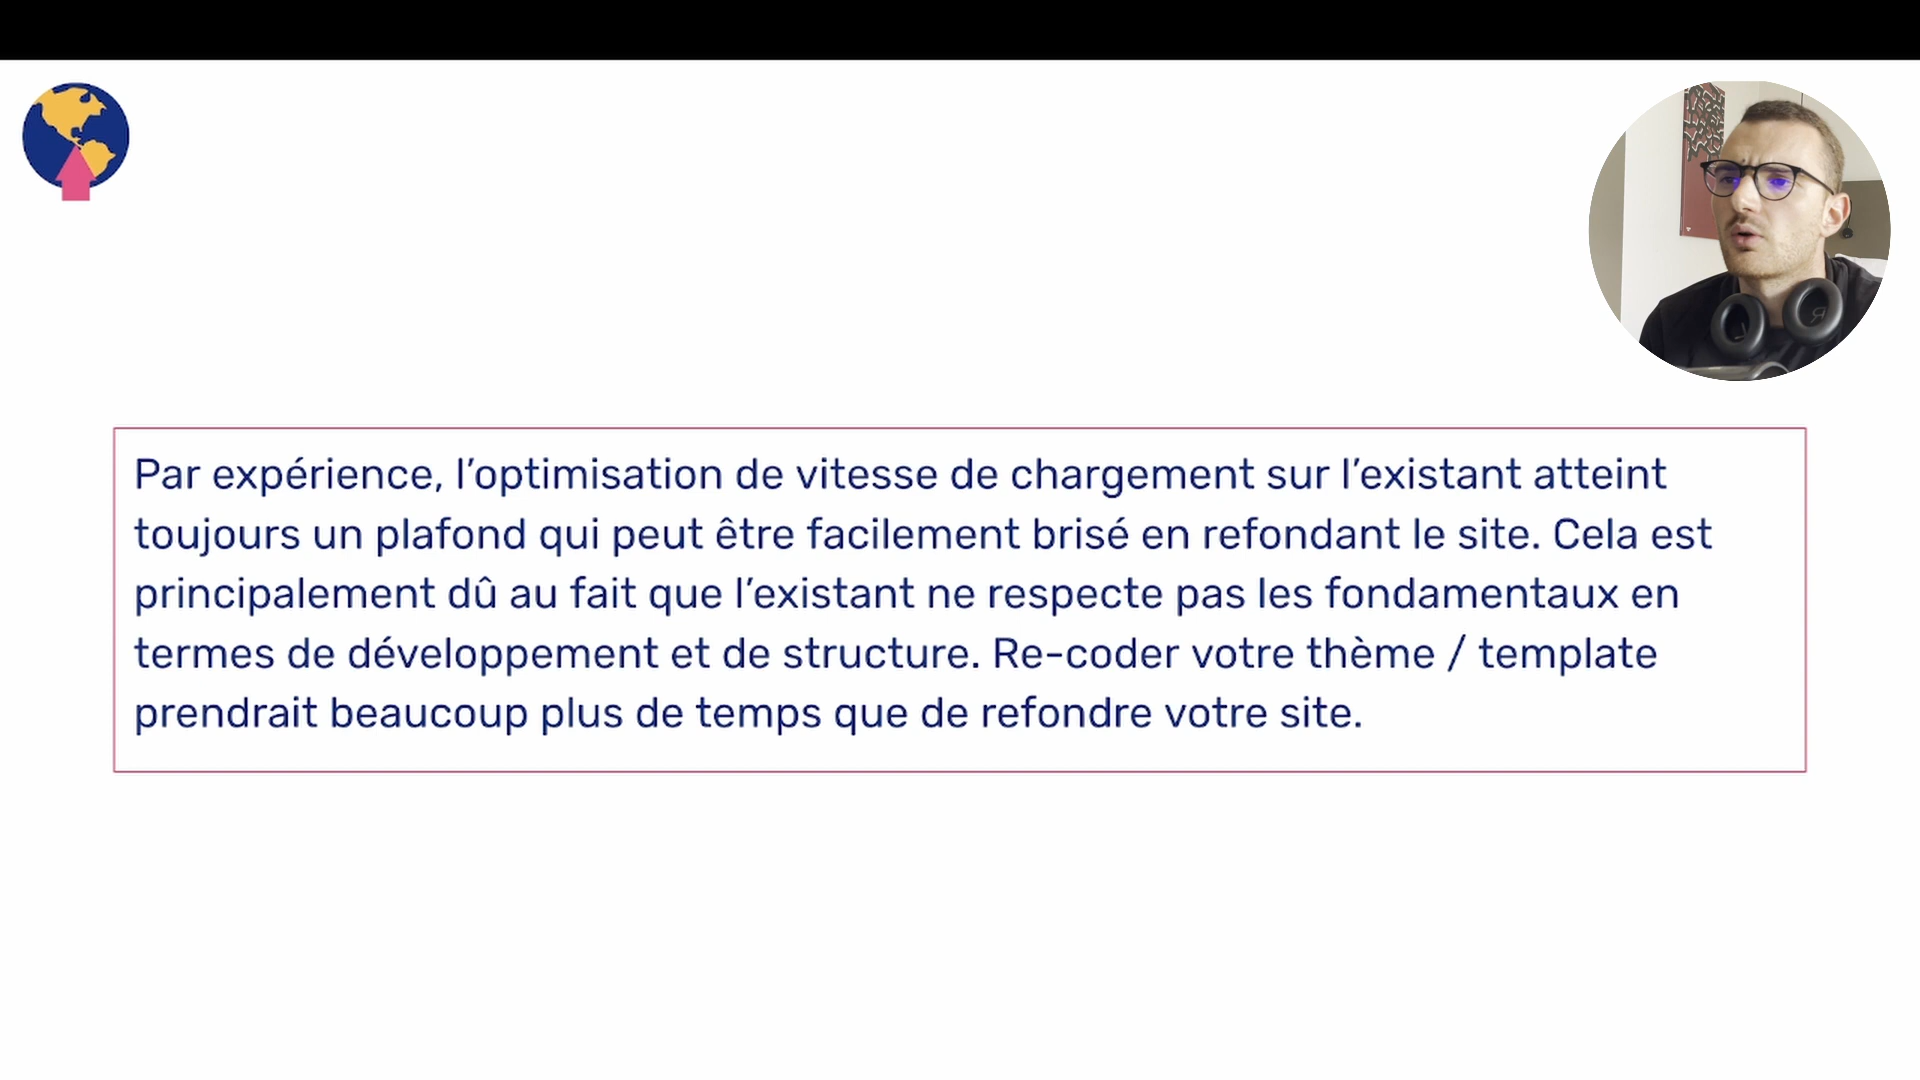 Par expérience, l’optimisation de vitesse de chargement sur l’existant atteint
toujours un plafond qui peut être facilement brisé en refondant le site. Cela est
principalement dû au fait que l’existant ne respecte pas les fondamentaux en
termes de développement et de structure. Re-coder votre thème / template
prendrait beaucoup plus de temps que de refondre votre site.